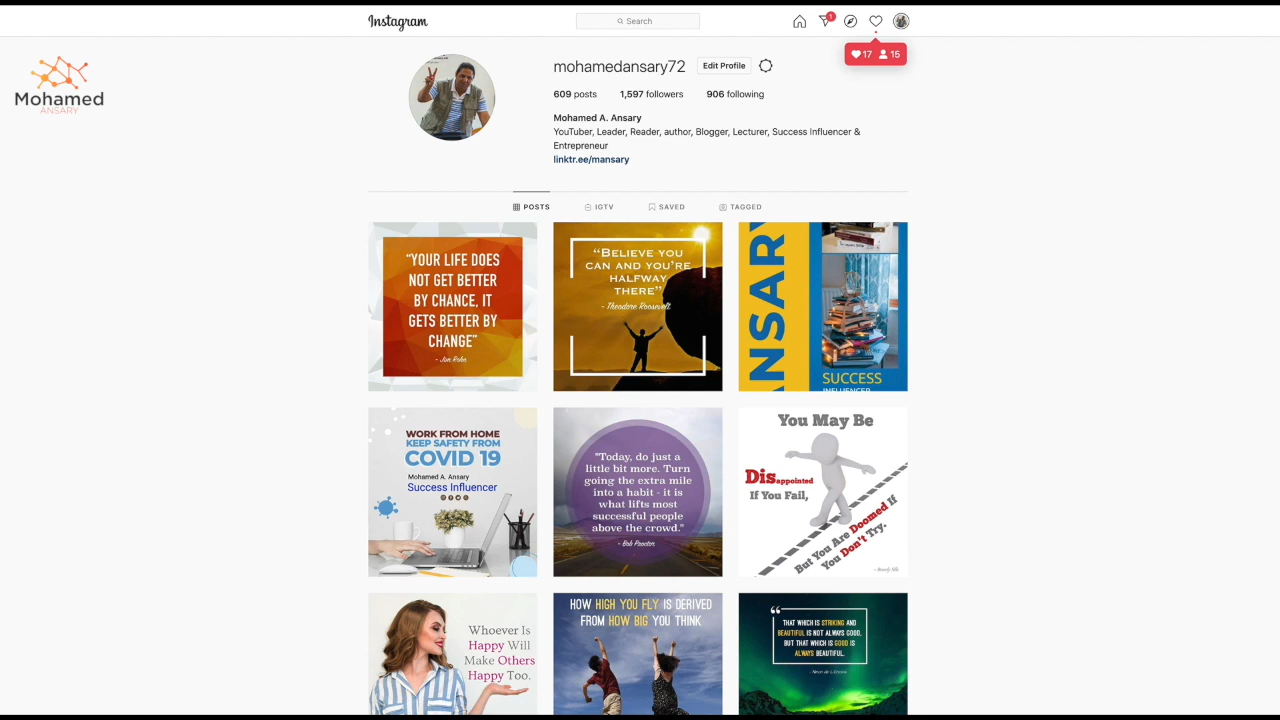 Instagram
Search
1
17 15
Mohamed
ANSARY
mohamedansary72 Edit Profile
609 posts 1,597 followers 906 following
Mohamed A. Ansary
YouTuber, Leader, Reader, author, Blogger, Lecturer, Success Influencer &
Entrepreneur
linktr.ee/mansary
POSTS IGTV SAVED TAGGED
"YOUR LIFE DOES
NOT GET BETTER
BY CHANCE, IT
GETS BETTER BY
CHANGE"
- Jim Rohn
"BELIEVE YOU
CAN AND YOU'RE
HALFWAY
THERE"
- Theodore Roosevelt
ANSARY
SUCCESS
INFLUENCER
WORK FROM HOME
KEEP SAFETY FROM
COVID 19
Mohamed A. Ansary
Success Influencer
"Today, do just a
little bit more. Turn
going the extra mile
into a habit - it is
what lifts most
successful people
above the crowd."
- Bob Proctor
You May Be
Disappointed
If You Fail,
But You Are Doomed If
You Don't Try.
- Beverly Sills
Whoever Is
Happy Will
Make Others
Happy Too.
HOW HIGH YOU FLY IS DERIVED
FROM HOW BIG YOU THINK
THAT WHICH IS STRIKING AND
BEAUTIFUL IS NOT ALWAYS GOOD,
BUT THAT WHICH IS GOOD IS
ALWAYS BEAUTIFUL.